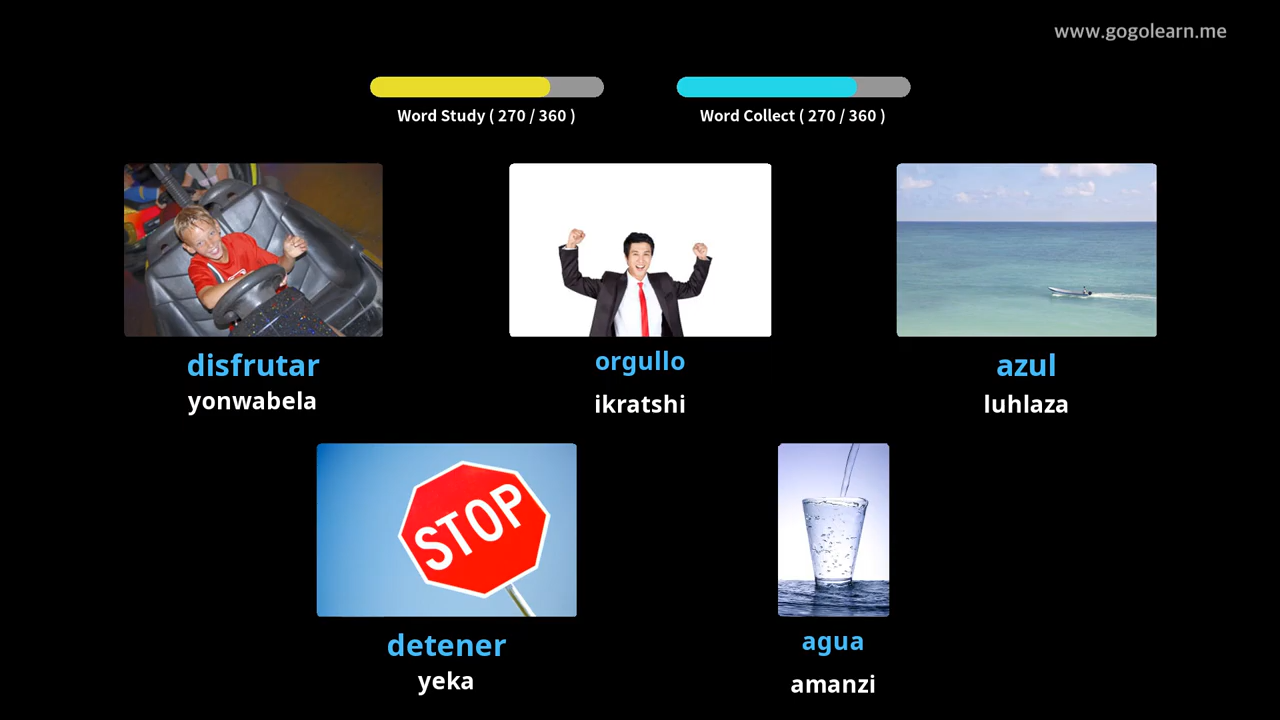 www.gogolearn.me
Word Study ( 270 / 360 )
Word Collect ( 270 / 360 )
disfrutar
yonwabela
orgullo
ikratshi
azul
luhlaza
STOP
detener
yeka
agua
amanzi